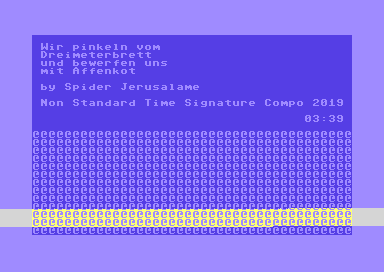 Wir pinkeln vom
Dreimeterbrett
und bewerfen uns
mit Affenkot
by Spider Jerusalame
Non Standard Time Signature Compo 2019
03:39
@@@@@@@@@@@@@@@@@@@@@@@@@@@@@@@@@@@@@@@@
@@@@@@@@@@@@@@@@@@@@@@@@@@@@@@@@@@@@@@@@
@@@@@@@@@@@@@@@@@@@@@@@@@@@@@@@@@@@@@@@@
@@@@@@@@@@@@@@@@@@@@@@@@@@@@@@@@@@@@@@@@
@@@@@@@@@@@@@@@@@@@@@@@@@@@@@@@@@@@@@@@@
@@@@@@@@@@@@@@@@@@@@@@@@@@@@@@@@@@@@@@@@
@@@@@@@@@@@@@@@@@@@@@@@@@@@@@@@@@@@@@@@@
@@@@@@@@@@@@@@@@@@@@@@@@@@@@@@@@@@@@@@@@
@@@@@@@@@@@@@@@@@@@@@@@@@@@@@@@@@@@@@@@@
@@@@@@@@@@@@@@@@@@@@@@@@@@@@@@@@@@@@@@@@
@@@@@@@@@@@@@@@@@@@@@@@@@@@@@@@@@@@@@@@@
@@@@@@@@@@@@@@@@@@@@@@@@@@@@@@@@@@@@@@@@
@@@@@@@@@@@@@@@@@@@@@@@@@@@@@@@@@@@@@@@@